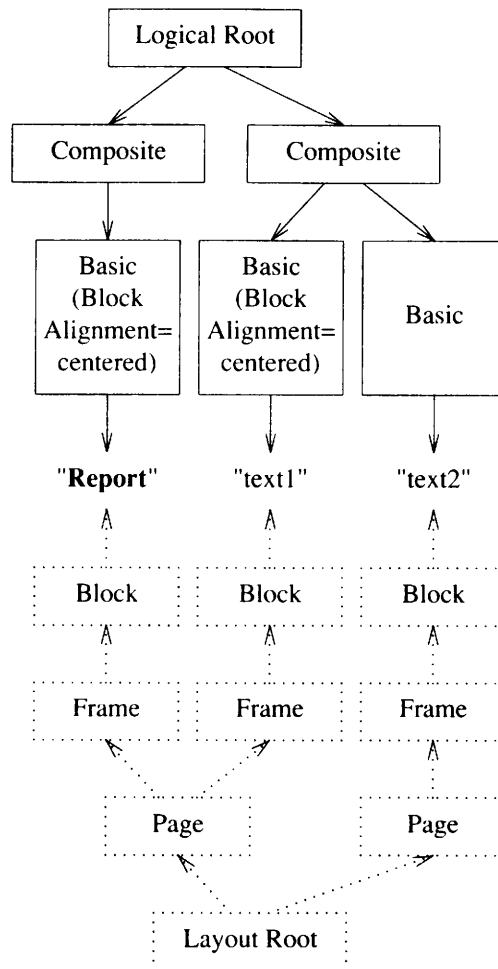 Logical Root
Composite
Composite
Basic
(Block
Alignment=
centered)
Basic
(Block
Alignment=
centered)
Basic
"Report"
"text1"
"text2"
Block
Block
Block
Frame
Frame
Frame
Page
Page
Layout Root